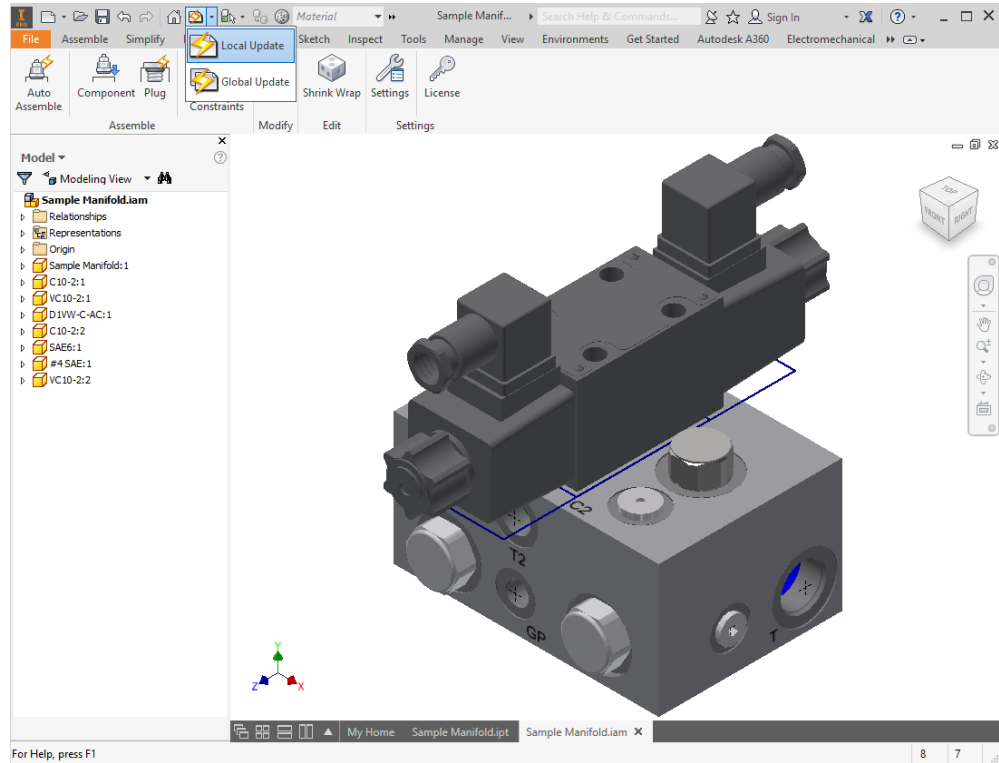 I
PRO
Material
Sample Manif...
Search Help & Commands...
Sign In
File
Assemble
Simplify
Sketch
Inspect
Tools
Manage
View
Environments
Get Started
Autodesk A360
Electromechanical
Local Update
Global Update
Auto
Assemble
Component
Plug
Constraints
Shrink Wrap
Settings
License
Assemble
Modify
Edit
Settings
Model
Modeling View
Sample Manifold.iam
Relationships
Representations
Origin
Sample Manifold:1
C10-2:1
VC10-2:1
D1VW-C-AC:1
C10-2:2
SAE6:1
#4 SAE:1
VC10-2:2
TOP
FRONT
RIGHT
C2
T2
GP
T
Y
Z
X
My Home
Sample Manifold.ipt
Sample Manifold.iam
For Help, press F1
8
7